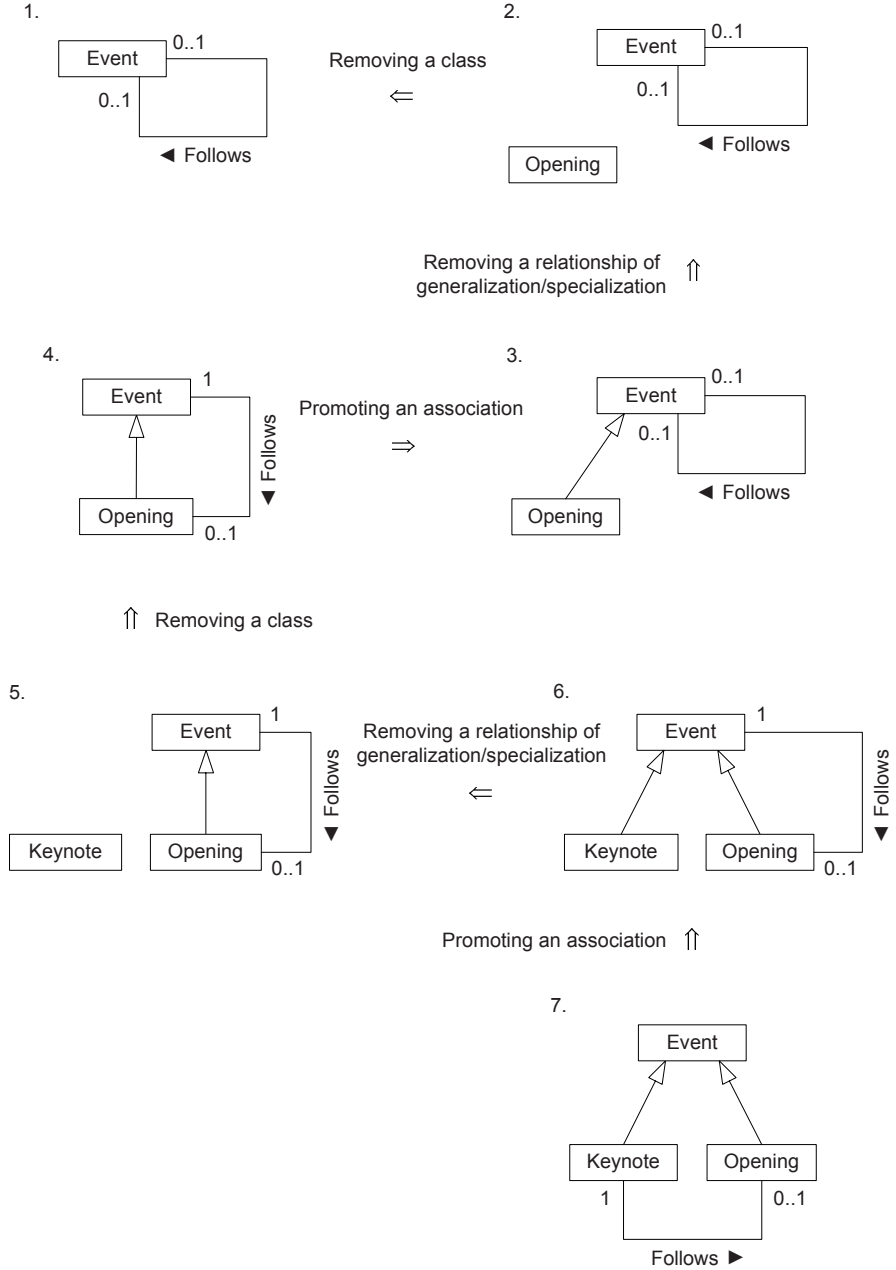 1.
0..1
Event
0..1
◄ Follows
Removing a class
⇐
2.
0..1
Event
0..1
◄ Follows
Opening
Removing a relationship of
generalization/specialization
⇑
4.
Event
1
▼ Follows
Opening
0..1
Promoting an association
⇒
3.
0..1
Event
0..1
◄ Follows
Opening
⇑ Removing a class
5.
1
Event
▼ Follows
Keynote
Opening
0..1
Removing a relationship of
generalization/specialization
⇐
6.
1
Event
▼ Follows
Keynote
Opening
0..1
Promoting an association ⇑
7.
Event
Keynote
Opening
1
0..1
Follows ►